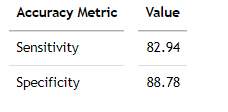 Accuracy Metric Value
Sensitivity 82.94
Specificity 88.78